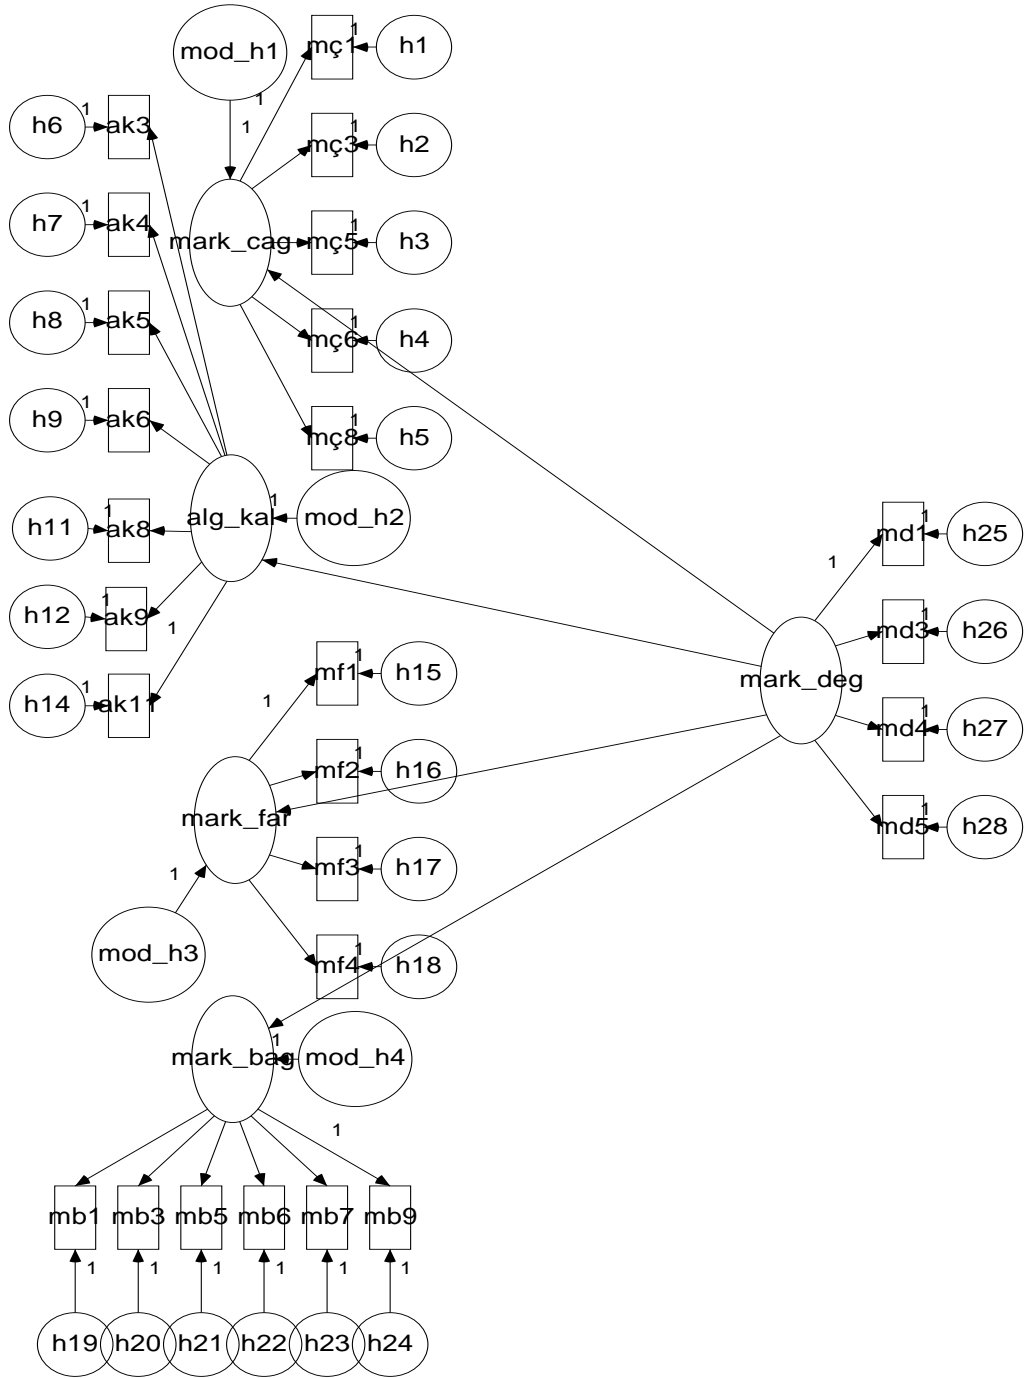 mod_h1
1
mç1
1
h1
1
mç3
1
h2
mark_cag
mç5
1
h3
mç6
1
h4
mç8
1
h5
h6
1
ak3
h7
1
ak4
h8
1
ak5
h9
1
ak6
h11
1
ak8
h12
1
ak9
h14
1
ak11
1
alg_kal
1
mod_h2
1
mf1
1
h15
mf2
1
h16
mark_far
mf3
1
h17
mf4
1
h18
1
mod_h3
mark_deg
1
md1
1
h25
md3
1
h26
md4
1
h27
md5
1
h28
mark_bag
1
mod_h4
1
mb1
mb3
mb5
mb6
mb7
mb9
1
1
1
1
1
1
h19
h20
h21
h22
h23
h24